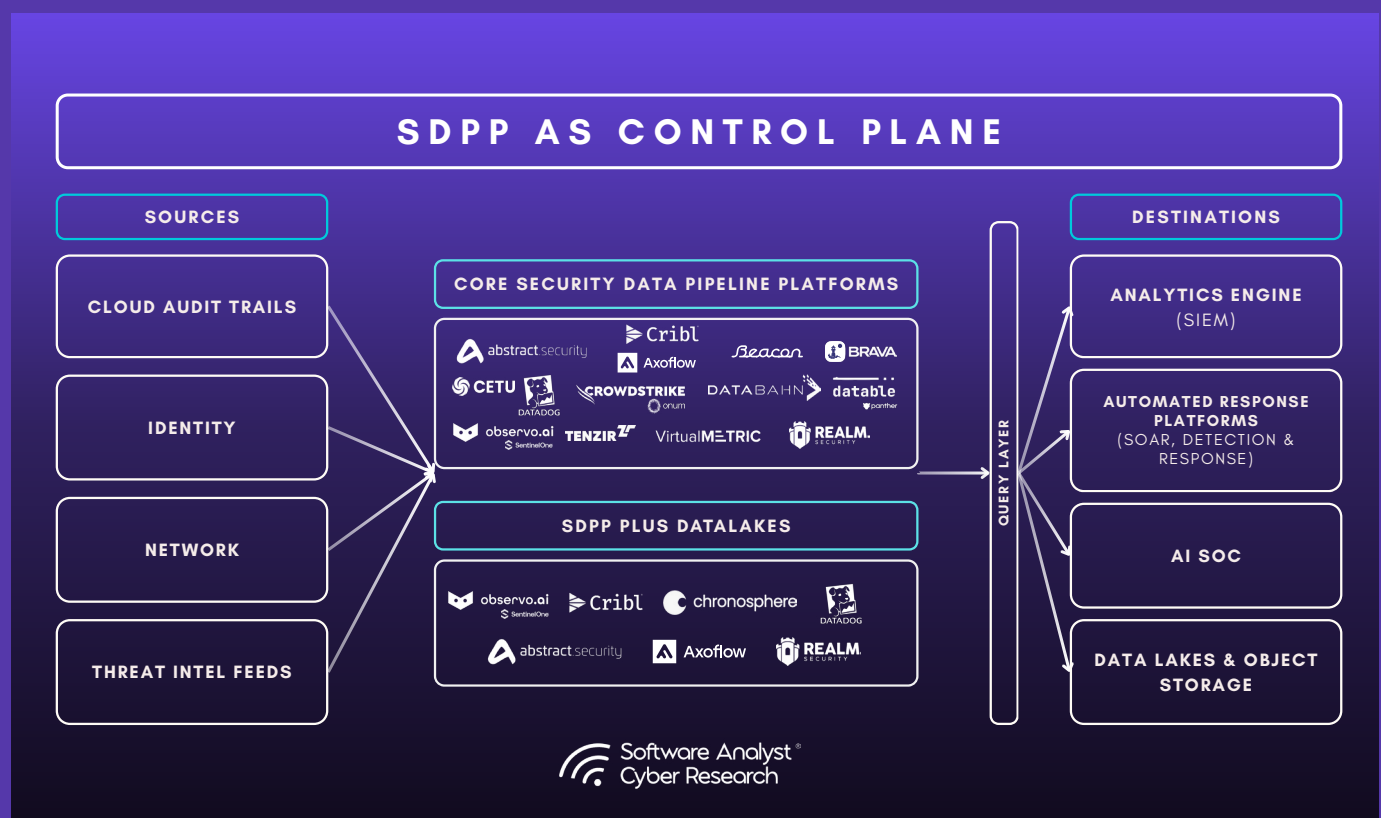 SDPP AS CONTROL PLANE
SOURCES
CLOUD AUDIT TRAILS
IDENTITY
NETWORK
THREAT INTEL FEEDS
CORE SECURITY DATA PIPELINE PLATFORMS
abstract security
Cribl
Axoflow
Beacon
BRAVA
CETU
DATADOG
CROWDSTRIKE
onum
DATABAHN
datable
panther
observo.ai
SentinelOne
TENZIR
VirtualMETRIC
REALM.
SECURITY
SDPP PLUS DATALAKES
observo.ai
SentinelOne
Cribl
chronosphere
DATADOG
abstract security
Axoflow
REALM.
SECURITY
QUERY LAYER
DESTINATIONS
ANALYTICS ENGINE
(SIEM)
AUTOMATED RESPONSE
PLATFORMS
(SOAR, DETECTION &
RESPONSE)
AI SOC
DATA LAKES & OBJECT
STORAGE
Software Analyst®
Cyber Research